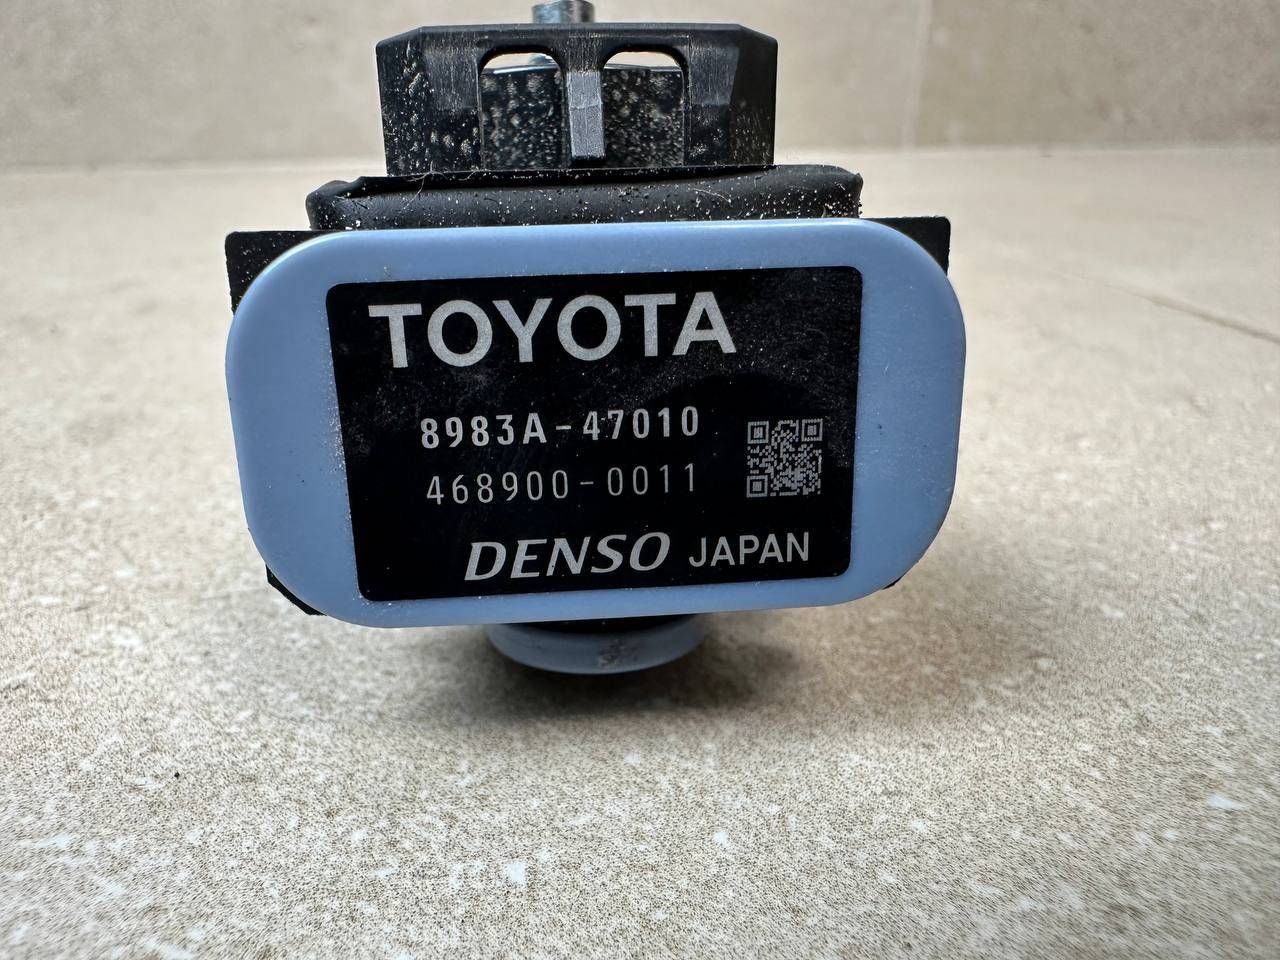 TOYOTA
8983A-47010
468900-0011
DENSO JAPAN